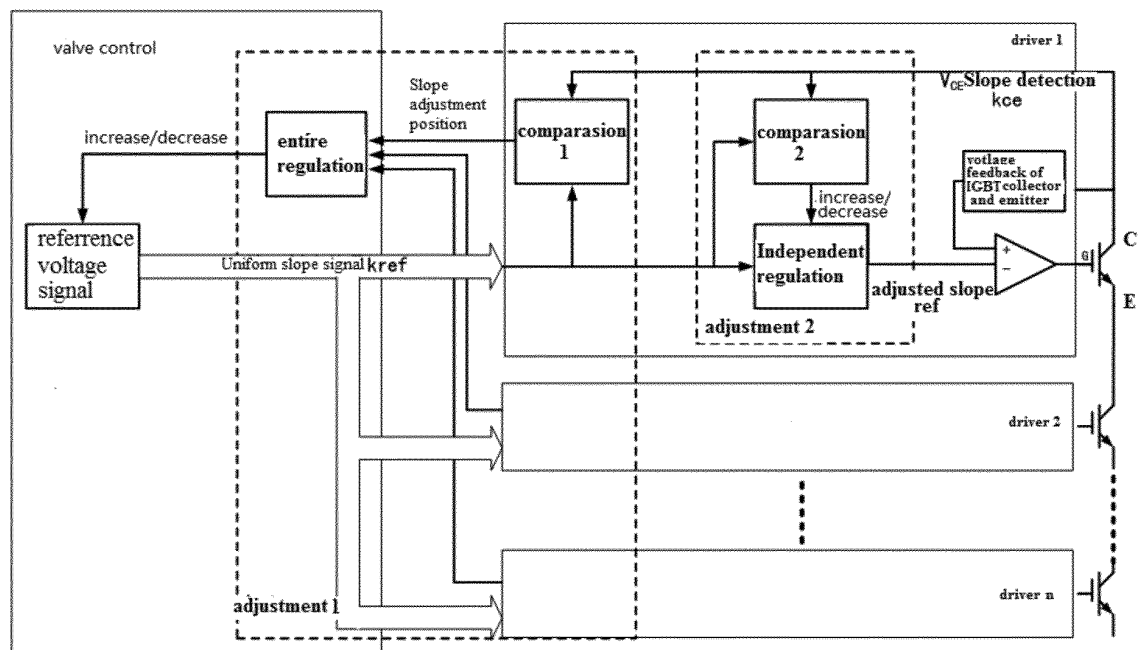 valve control
driver 1
Slope
adjustment
position
increase/decrease
entire
regulation
comparasion
1
comparasion
2
VCESlope detection
kce
votlage
feedback of
IGBTcollector
and emitter
increase/
decrease
referrence
voltage
signal
Uniform slope signal kref
Independent
regulation
+
−
G
C
E
adjusted slope
ref
adjustment 2
driver 2
driver n
adjustment 1